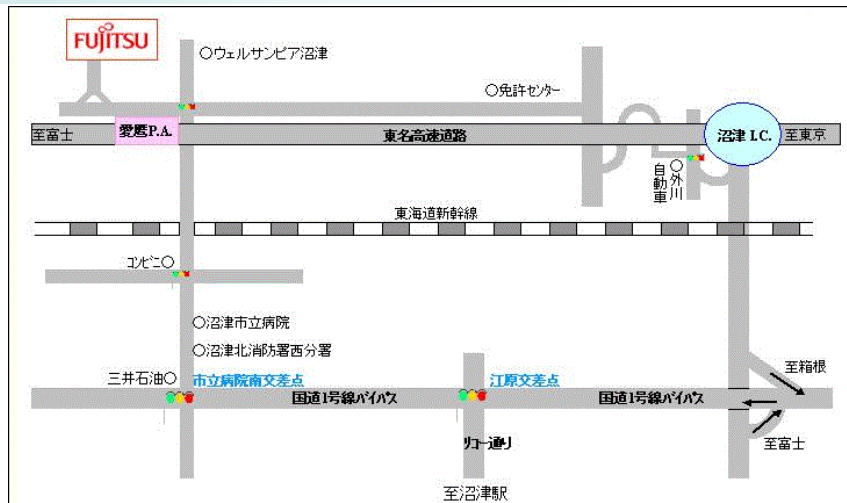 FUJITSU
○ウェルサンピア沼津
○免許センター
至富士
愛鷹P.A.
東名高速道路
沼津 I.C.
至東京
○外川
自動車
東海道新幹線
コンビニ○
○沼津市立病院
○沼津北消防署西分署
三井石油○
市立病院南交差点
江原交差点
至箱根
国道1号線バイパス
国道1号線バイパス
リコー通り
至富士
至沼津駅